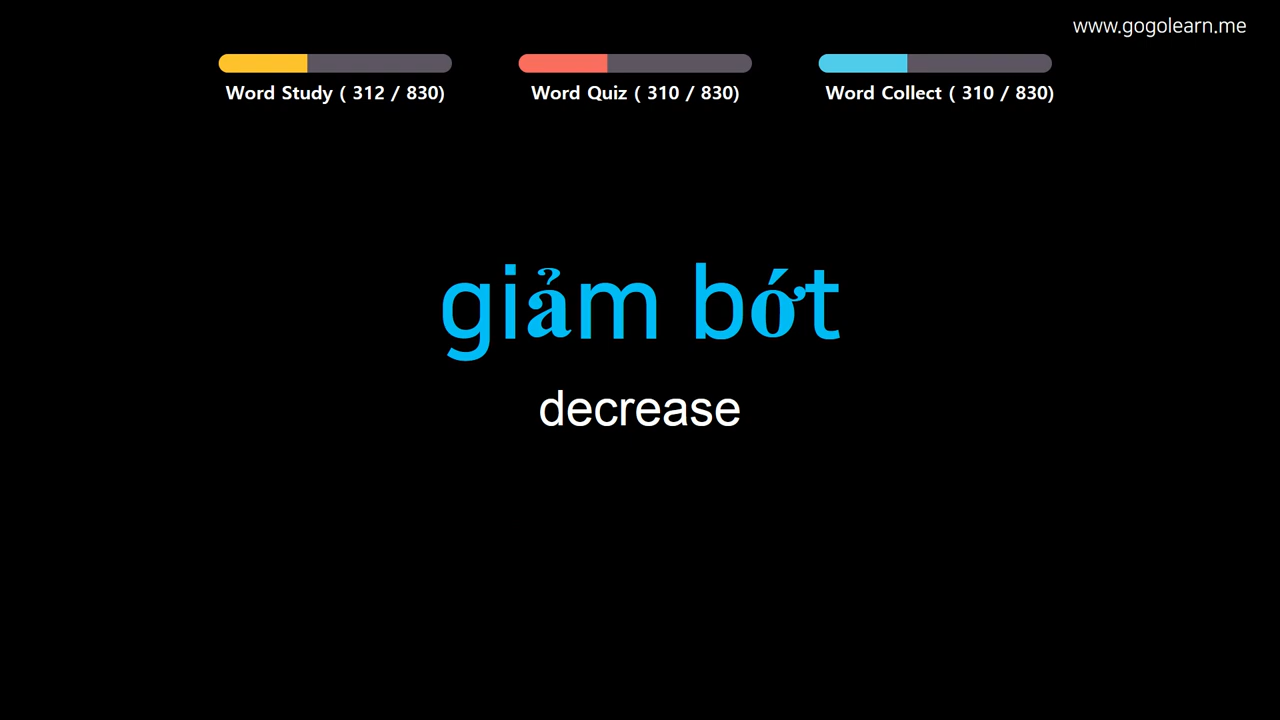 www.gogolearn.me
Word Study ( 312 / 830)
Word Quiz ( 310 / 830)
Word Collect ( 310 / 830)
giảm bớt
decrease